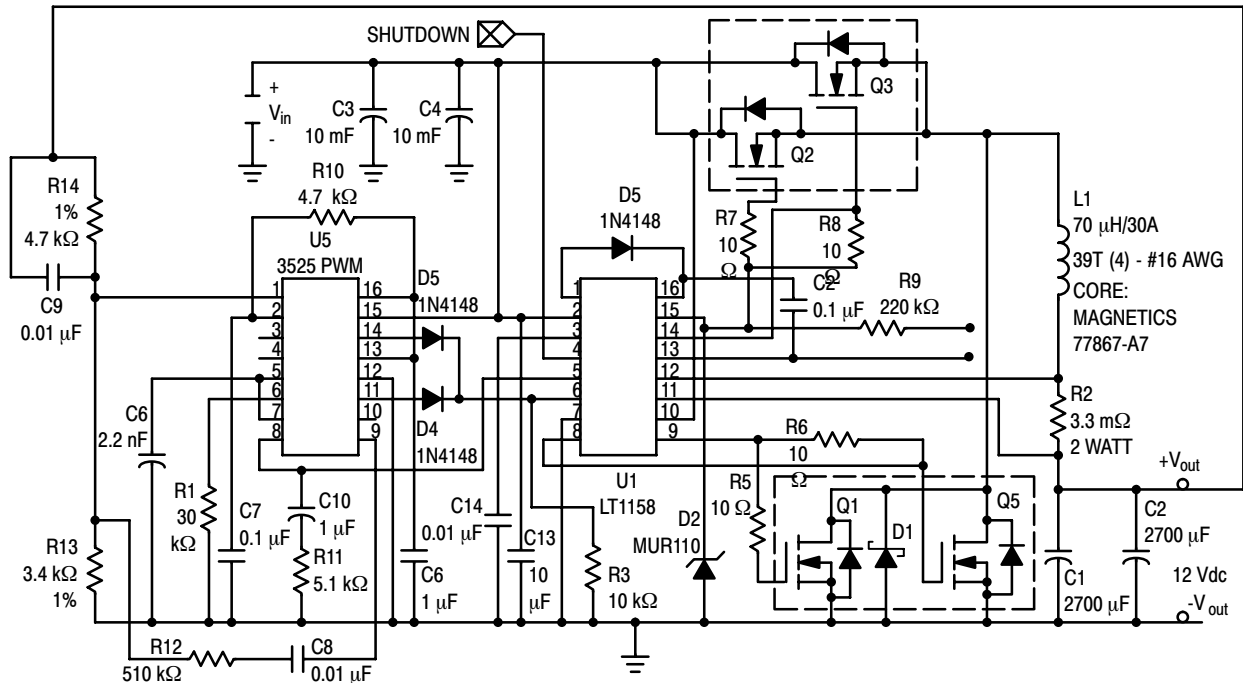 SHUTDOWN
Q3
+
V in
-
C3
10 mF
C4
10 mF
Q2
R10
4.7 kΩ
R14
1%
4.7 kΩ
D5
1N4148
R7
10
Ω
R8
10
Ω
L1
70 μH/30A
39T (4) - #16 AWG
CORE:
MAGNETICS
77867-A7
U5
3525 PWM
C9
0.01 μF
D5
1N4148
C2
0.1 μF
R9
220 kΩ
1
2
3
4
5
6
7
8
16
15
14
13
12
11
10
9
1
2
3
4
5
6
7
8
16
15
14
13
12
11
10
9
C6
2.2 nF
D4
1N4148
R2
3.3 mΩ
2 WATT
R6
10
Ω
+V out
U1
LT1158
R1
30
kΩ
C7
0.1 μF
C10
1 μF
C14
0.01 μF
C13
10
μF
D2
MUR110
R5
10 Ω
Q1
D1
Q5
C2
2700 μF
R13
3.4 kΩ
1%
R11
5.1 kΩ
C6
1 μF
R3
10 kΩ
C1
2700 μF
12 Vdc
-V out
R12
510 kΩ
C8
0.01 μF